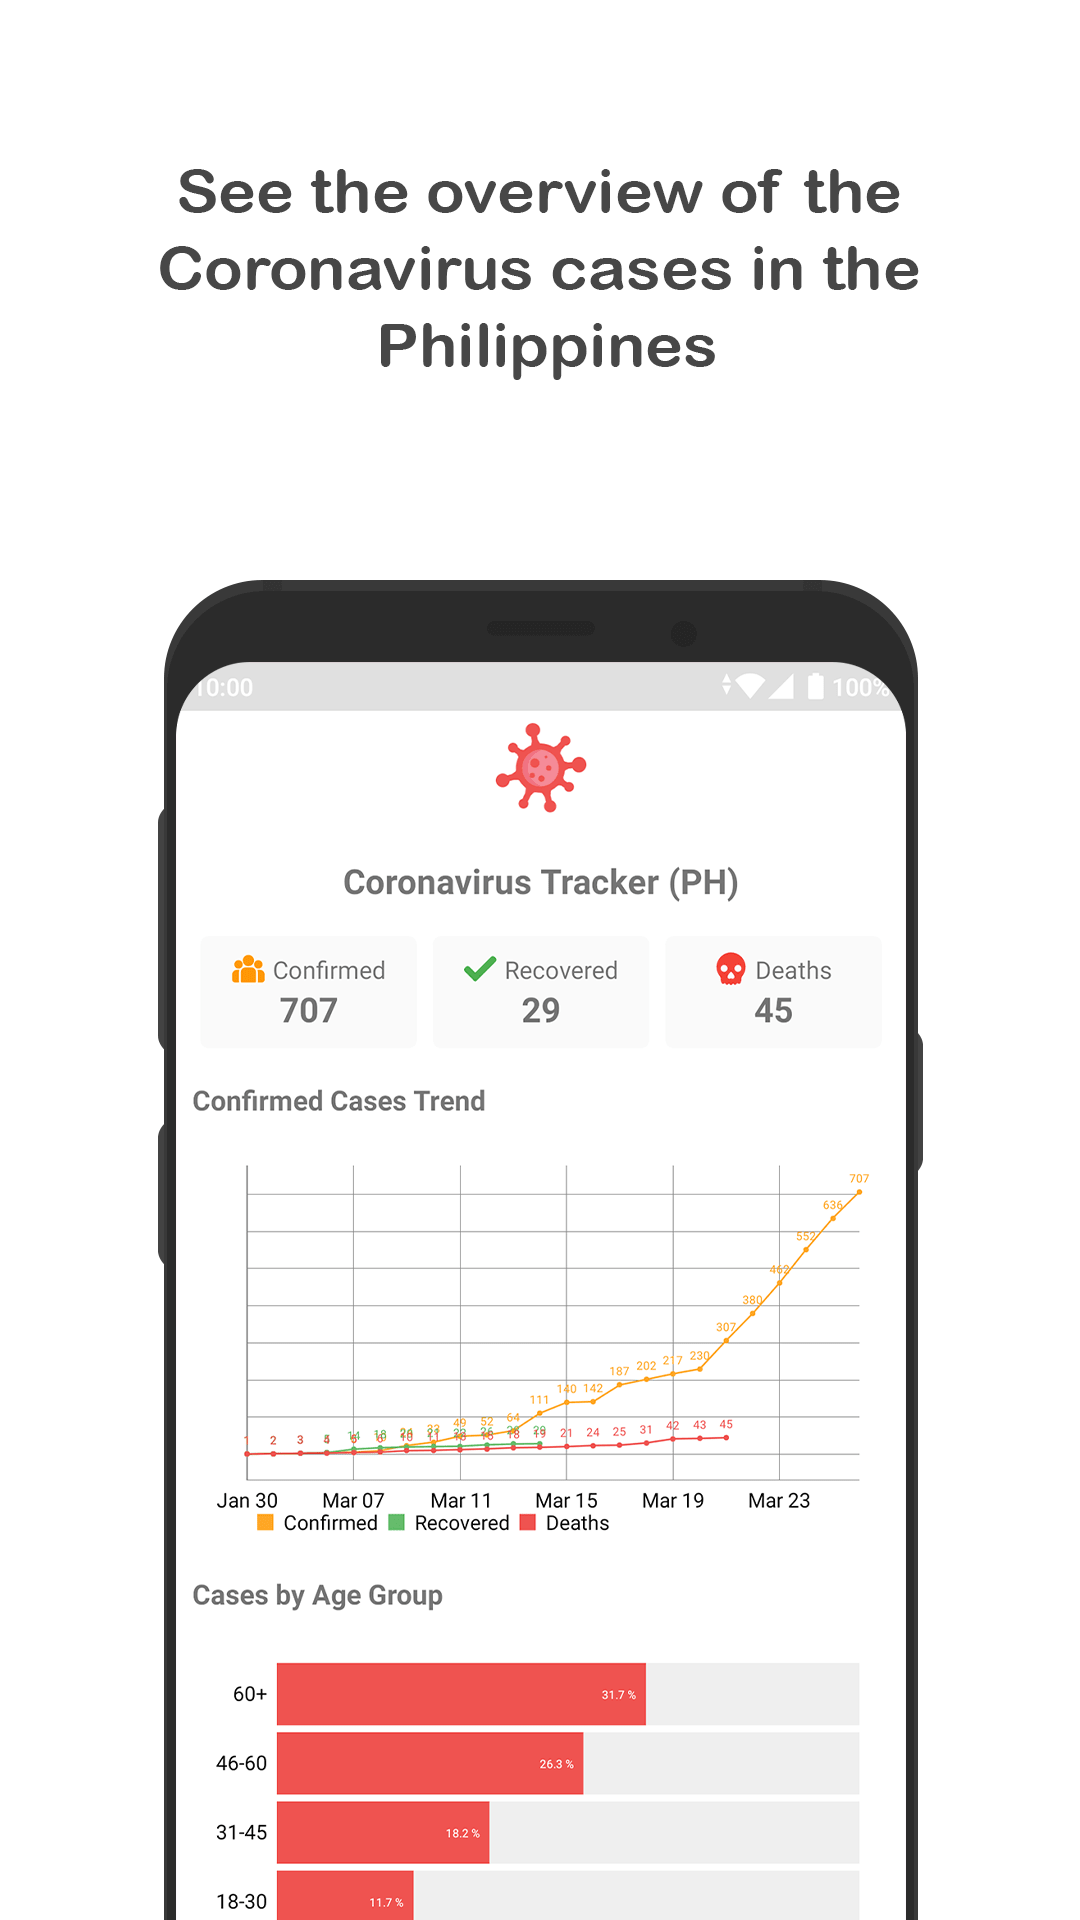 See the overview of the
Coronavirus cases in the
Philippines
10:00
100%
Coronavirus Tracker (PH)
Confirmed
707
Recovered
29
Deaths
45
Confirmed Cases Trend
707
636
552
462
380
307
230
217
202
187
142
140
111
64
52
49
33
1 2 3 4 5 6 10 11 19 21 24 25 31 42 43 45
14 18
Jan 30 Mar 07 Mar 11 Mar 15 Mar 19 Mar 23
Confirmed Recovered Deaths
Cases by Age Group
60+ 31.7 %
46-60 26.3 %
31-45 18.2 %
18-30 11.7 %